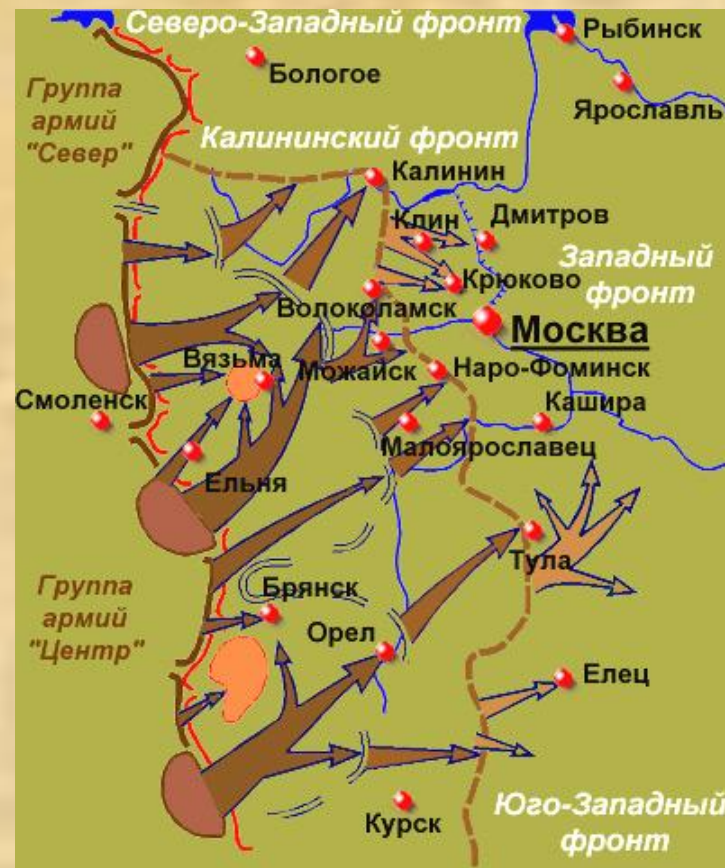 Северо-Западный фронт
Рыбинск
Бологое
Ярославль
Группа
армий
"Север"
Калининский фронт
Калинин
Клин
Дмитров
Западный
фронт
Крюково
Волоколамск
Москва
Вязьма
Можайск
Наро-Фоминск
Смоленск
Кашира
Малоярославец
Ельня
Тула
Группа
армий
"Центр"
Брянск
Орел
Елец
Курск
Юго-Западный
фронт